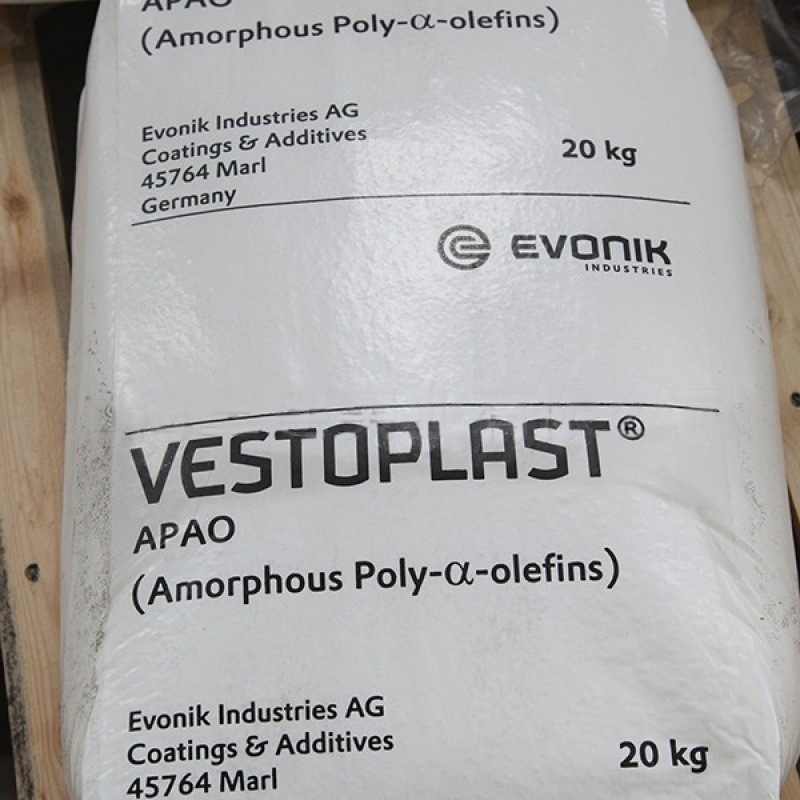 APAO
(Amorphous Poly-α-olefins)
Evonik Industries AG
Coatings & Additives
45764 Marl
Germany
20 kg
EVONIK
INDUSTRIES
VESTOPLAST®
APAO
(Amorphous Poly-α-olefins)
Evonik Industries AG
Coatings & Additives
45764 Marl
20 kg